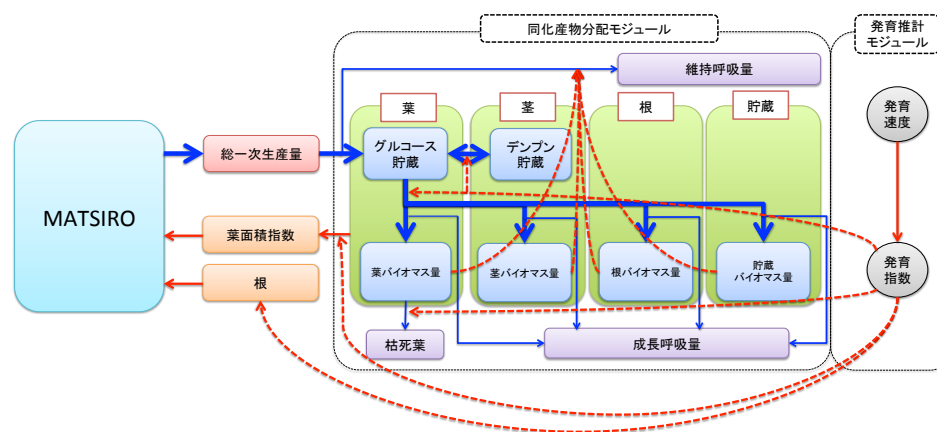 同化産物分配モジュール
発育推計
モジュール
維持呼吸量
葉
茎
根
貯蔵
発育
速度
MATSIRO
総一次生産量
グルコース
貯蔵
デンプン
貯蔵
葉面積指数
根
葉バイオマス量
茎バイオマス量
根バイオマス量
貯蔵
バイオマス量
発育
指数
枯死葉
成長呼吸量